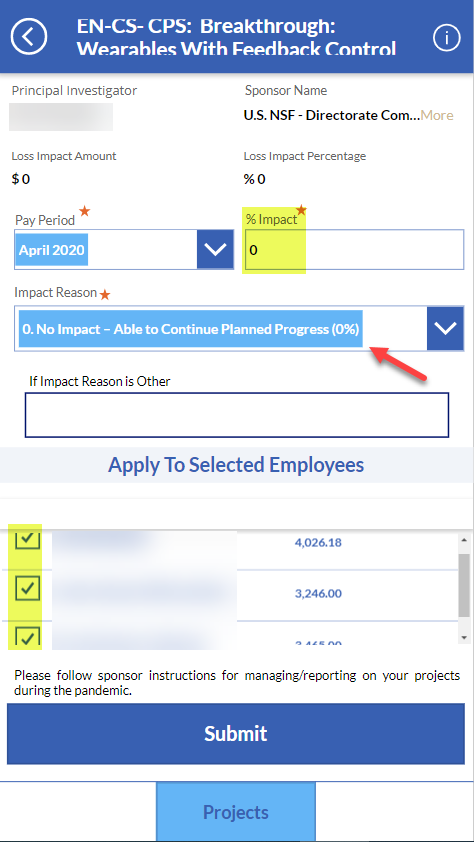 EN-CS- CPS: Breakthrough:
Wearables With Feedback Control
Principal Investigator
Sponsor Name
U.S. NSF - Directorate Com...More
Loss Impact Amount
Loss Impact Percentage
$ 0
% 0
Pay Period
% Impact
April 2020
0
Impact Reason
0. No Impact – Able to Continue Planned Progress (0%)
If Impact Reason is Other
Apply To Selected Employees
4,026.18
3,246.00
Please follow sponsor instructions for managing/reporting on your projects
during the pandemic.
Submit
Projects